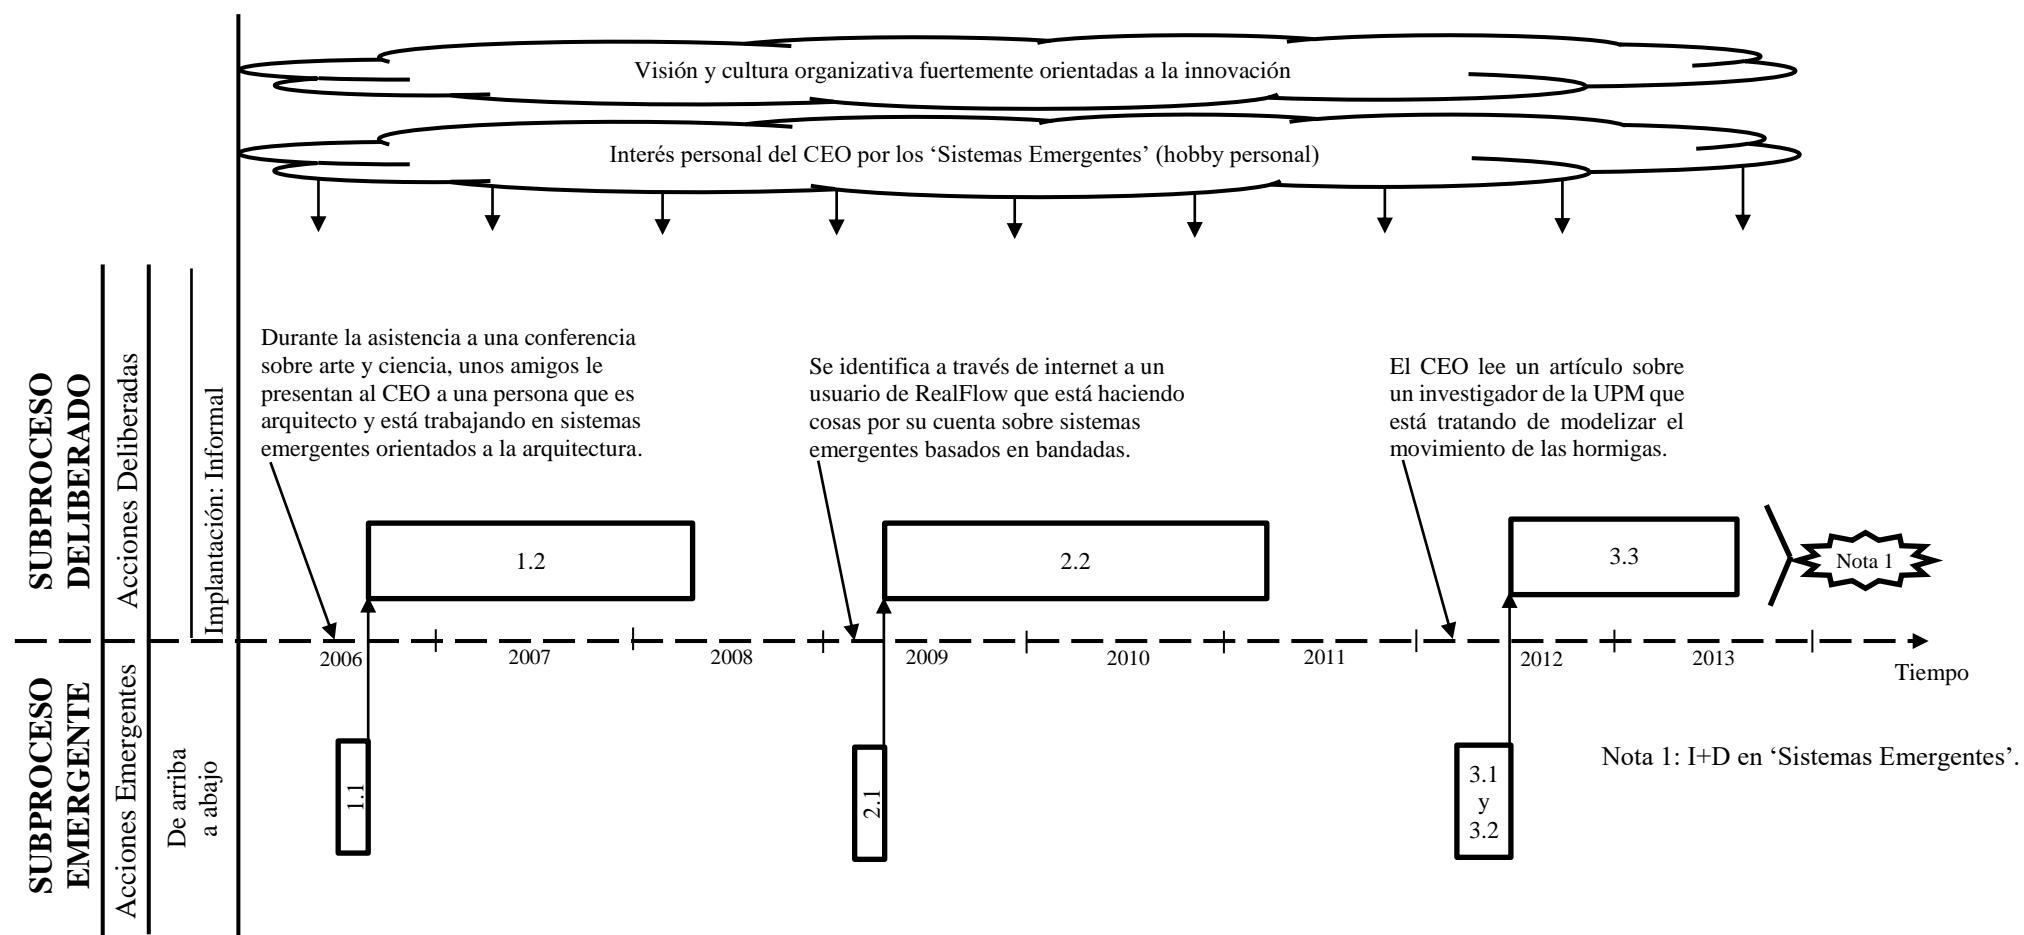 Visión y cultura organizativa fuertemente orientadas a la innovación
Interés personal del CEO por los ‘Sistemas Emergentes’ (hobby personal)
SUBPROCESO
DELIBERADO
Acciones Deliberadas
Implantación: Informal
Durante la asistencia a una conferencia
sobre arte y ciencia, unos amigos le
presentan al CEO a una persona que es
arquitecto y está trabajando en sistemas
emergentes orientados a la arquitectura.
Se identifica a través de internet a un
usuario de RealFlow que está haciendo
cosas por su cuenta sobre sistemas
emergentes basados en bandadas.
El CEO lee un artículo sobre
un investigador de la UPM que
está tratando de modelizar el
movimiento de las hormigas.
1.2
2.2
3.3
Nota 1
2006
2007
2008
2009
2010
2011
2012
2013
Tiempo
SUBPROCESO
EMERGENTE
Acciones Emergentes
De arriba
a abajo
1.1
2.1
3.1
y
3.2
Nota 1: I+D en ‘Sistemas Emergentes’.